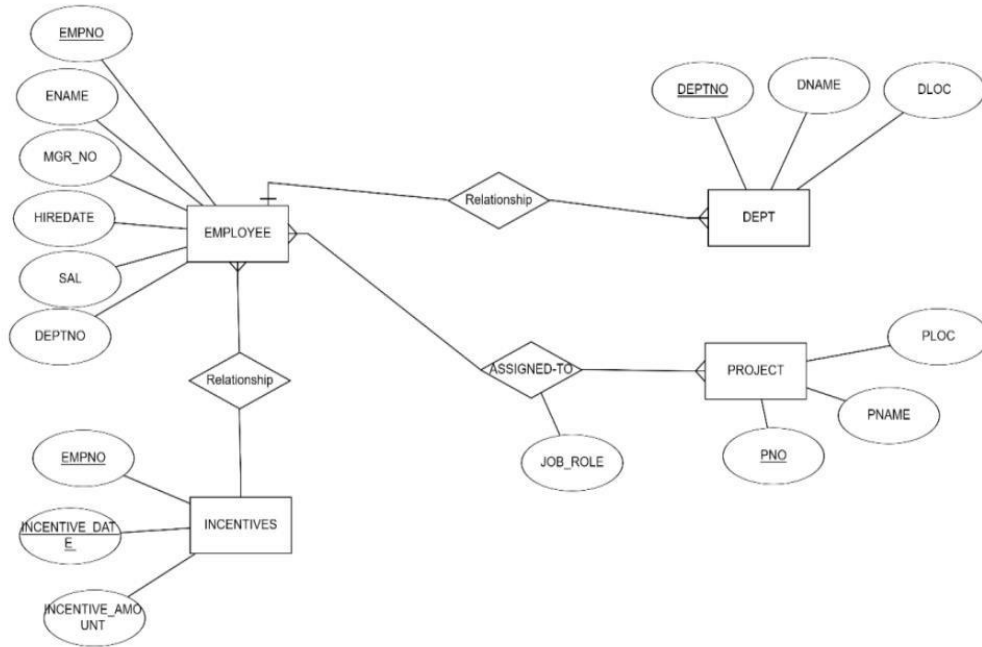 EMPNO
ENAME
MGR_NO
HIREDATE
SAL
DEPTNO
EMPLOYEE
Relationship
DEPTNO
DNAME
DLOC
DEPT
ASSIGNED-TO
JOB_ROLE
PROJECT
PLOC
PNAME
PNO
Relationship
EMPNO
INCENTIVE_DAT
E
INCENTIVE_AMO
UNT
INCENTIVES